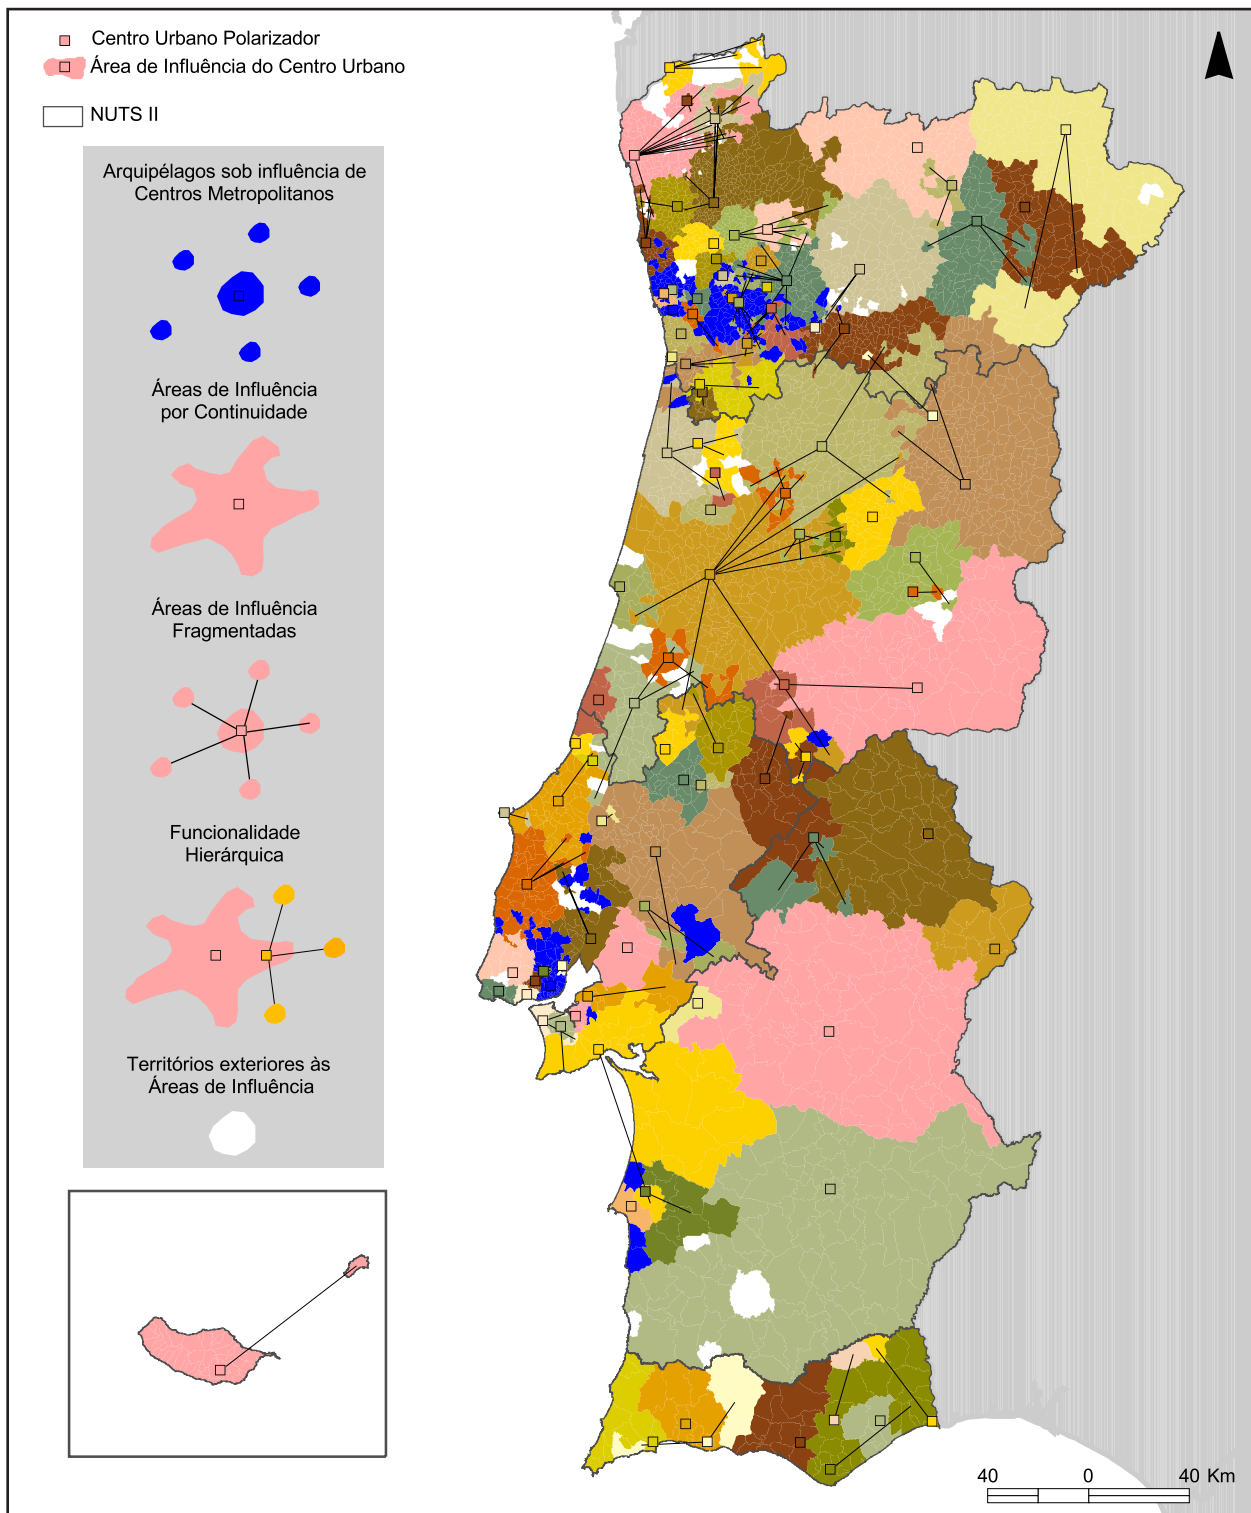 Centro Urbano Polarizador
Área de Influência do Centro Urbano
NUTS II
Arquipélagos sob influência de
Centros Metropolitanos
Áreas de Influência
por Continuidade
Áreas de Influência
Fragmentadas
Funcionalidade
Hierárquica
Territórios exteriores às
Áreas de Influência
40 0 40 Km